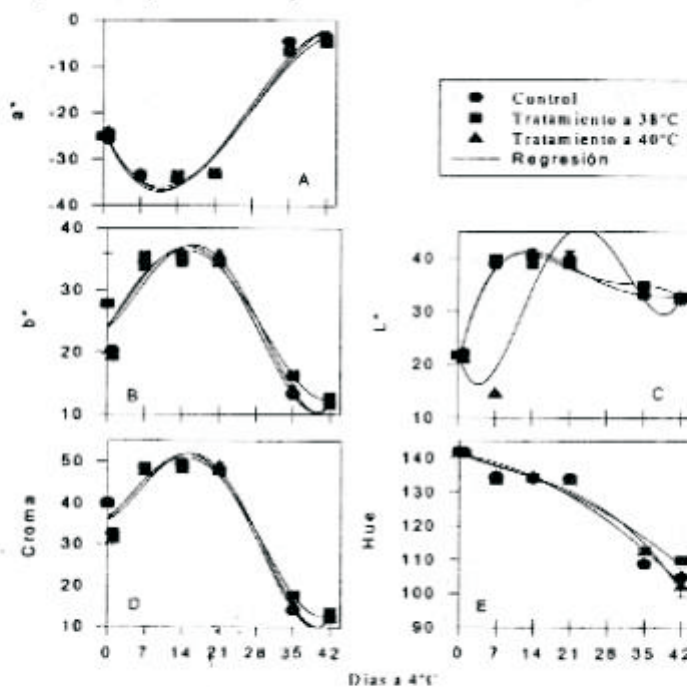 0
-10
-20
-30
-40
a*
A
Control
Tratamiento a 38°C
Tratamiento a 40°C
Regresión
40
30
20
10
b*
B
40
30
20
10
L*
C
50
40
30
20
10
Croma
D
140
130
120
110
100
90
Hue
E
0 7 14 21 28 35 42
0 7 14 21 28 35 42
Dias a 4°C